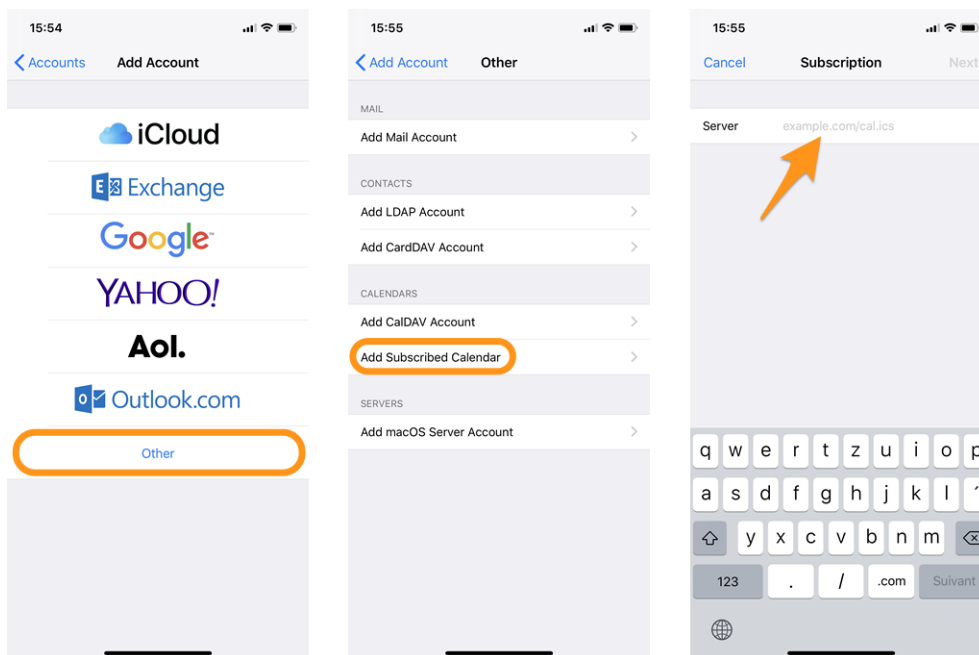 15:54
Accounts Add Account
iCloud
Exchange
Google
YAHOO!
Aol.
Outlook.com
Other
15:55
Add Account Other
MAIL
Add Mail Account
CONTACTS
Add LDAP Account
Add CardDAV Account
CALENDARS
Add CalDAV Account
Add Subscribed Calendar
SERVERS
Add macOS Server Account
15:55
Cancel Subscription Next
Server example.com/cal.ics
q w e r t z u i o p
a s d f g h j k l
y x c v b n m
123 . / .com Suivant